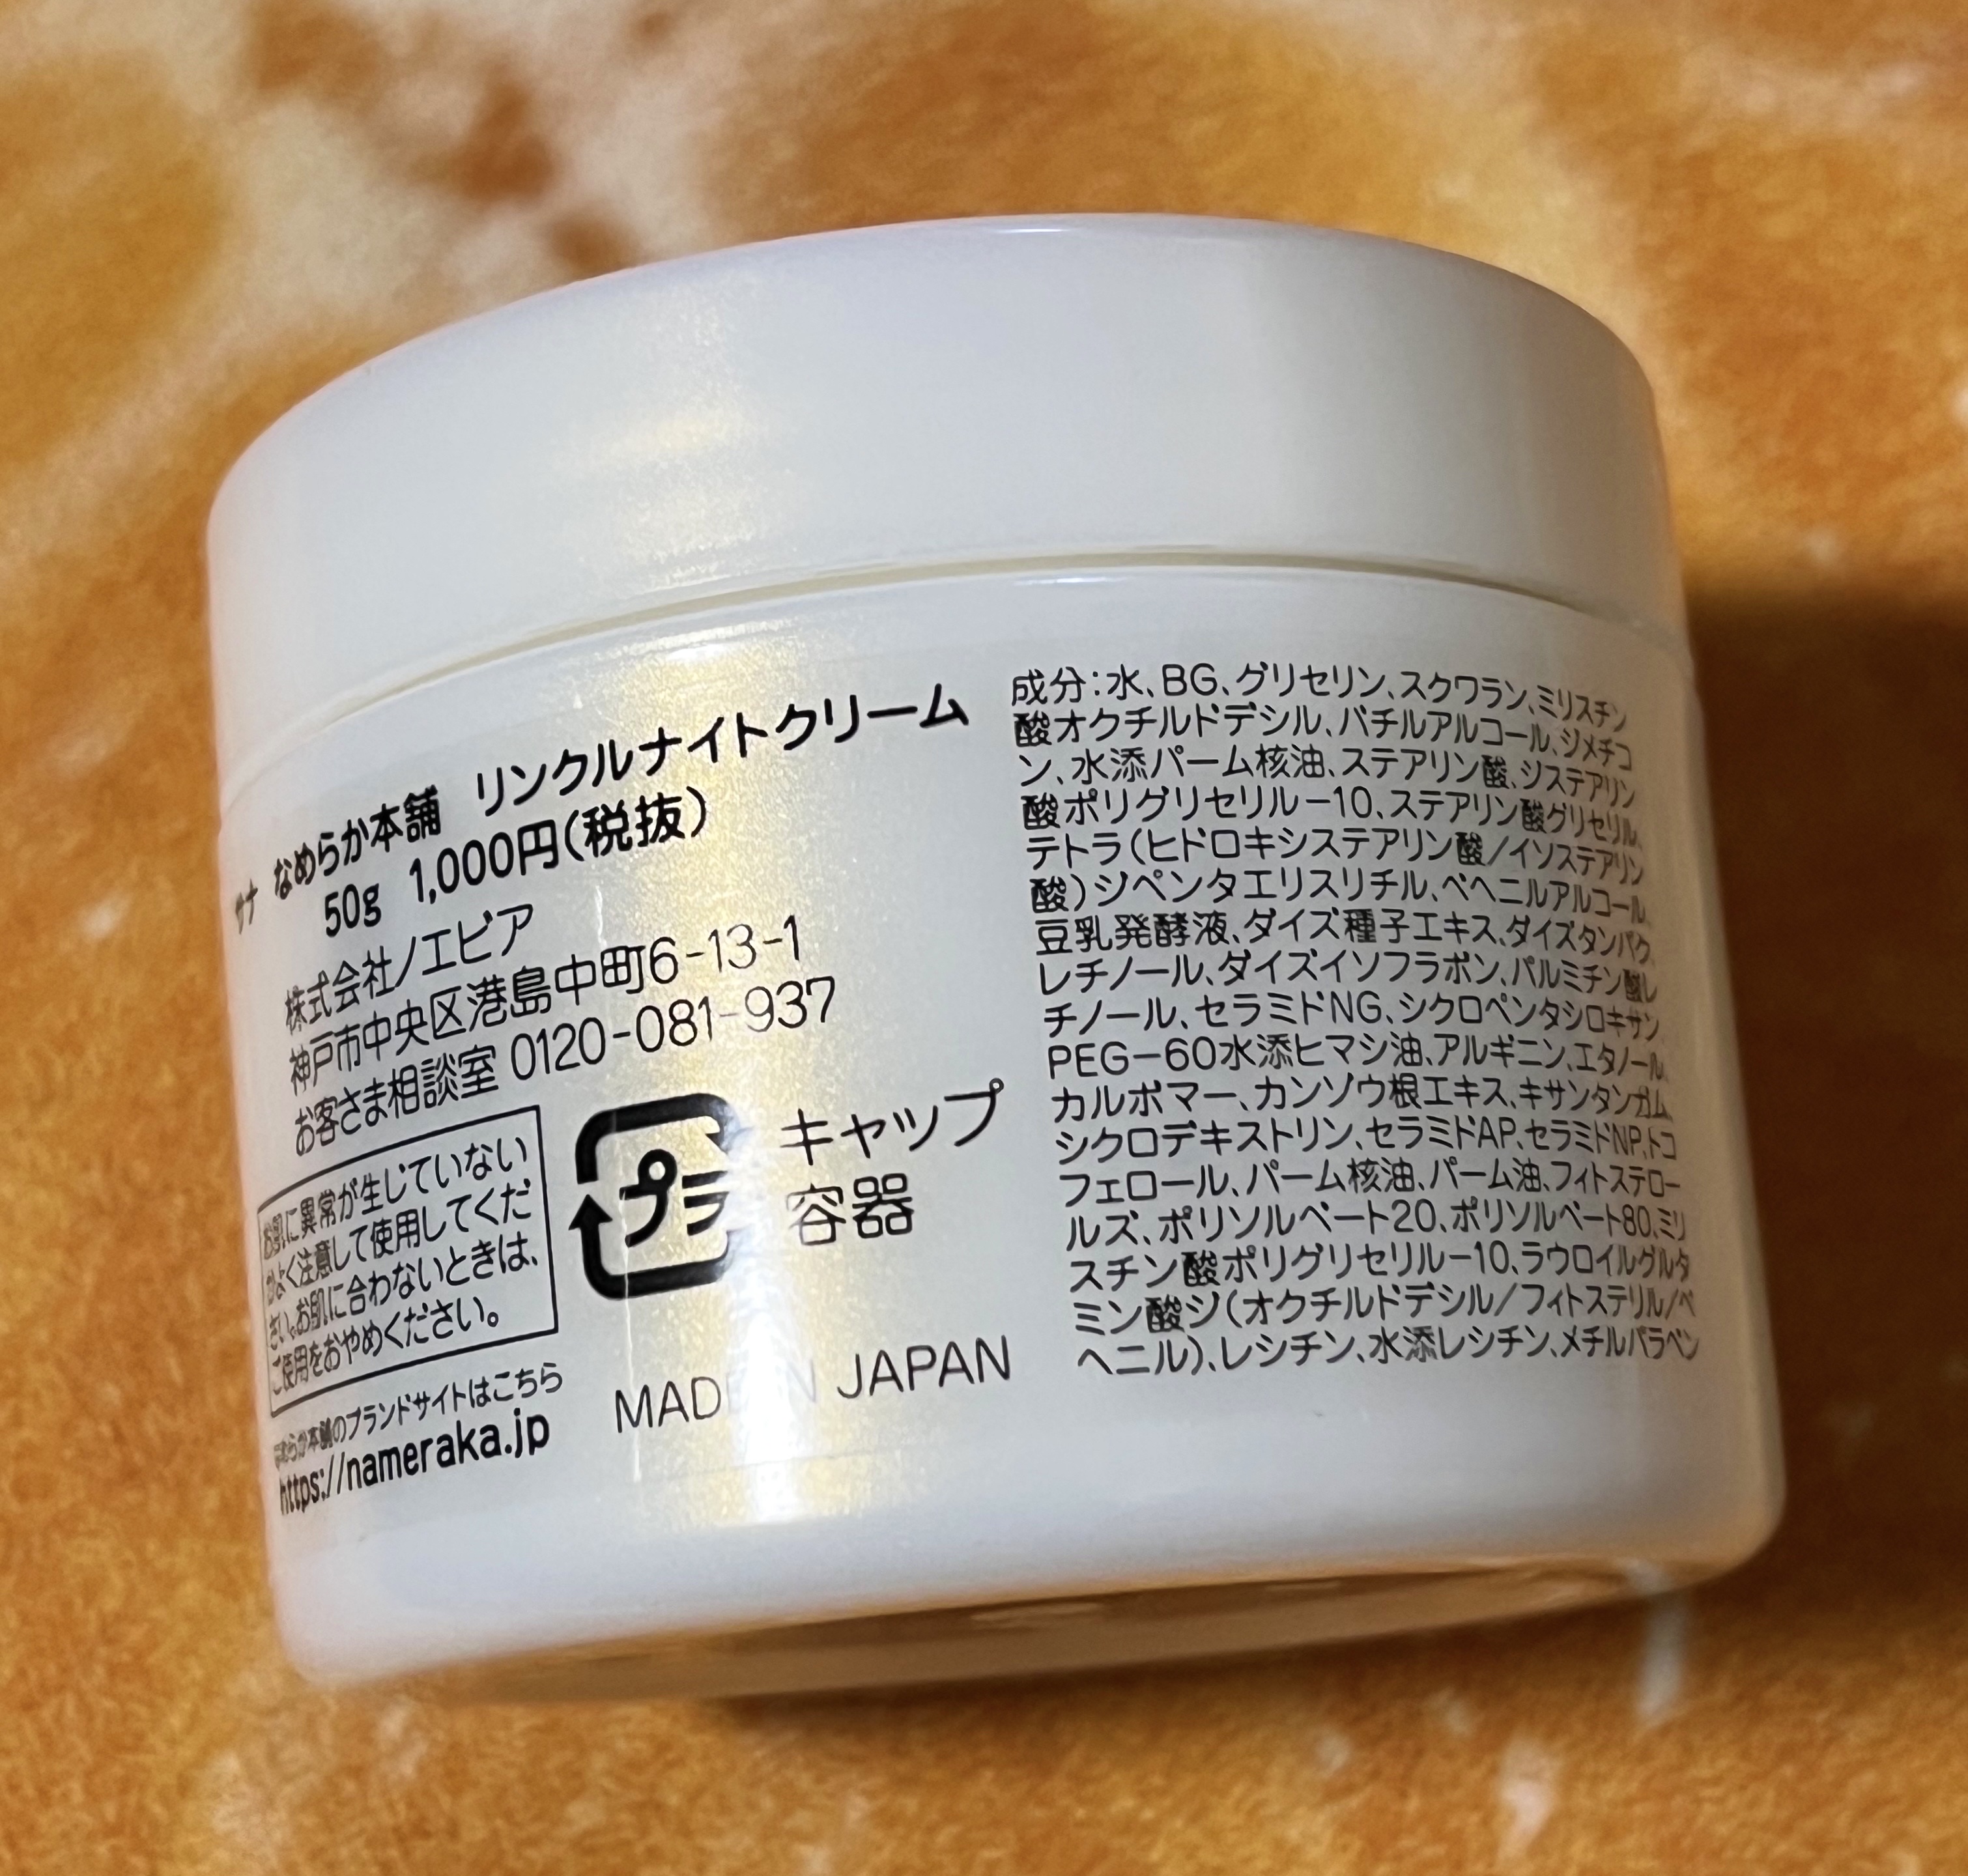 サナ なめらか本舗 リンクルナイトクリーム
50g 1,000円(税抜)
株式会社ノエビア
神戸市中央区港島中町6-13-1
お客さま相談室 0120-081-937
お肌に異常が生じていない
かよく注意して使用してくだ
さい。お肌に合わないときは、
ご使用をおやめください。
なめらか本舗のブランドサイトはこちら
https://nameraka.jp
プラ
キャップ
容器
MADE IN JAPAN
成分:水、BG、グリセリン、スクワラン、ミリスチン
酸オクチルドデシル、バチルアルコール、ジメチコ
ン、水添パーム核油、ステアリン酸、ジステアリン
酸ポリグリセリル-10、ステアリン酸グリセリル、
テトラ(ヒドロキシステアリン酸/イソステアリン
酸)ジペンタエリスリチル、ベヘニルアルコール、
豆乳発酵液、ダイズ種子エキス、ダイズタンパク、
レチノール、ダイズイソフラボン、パルミチン酸レ
チノール、セラミドNG、シクロペンタシロキサン、
PEG-60水添ヒマシ油、アルギニン、エタノール、
カルボマー、カンゾウ根エキス、キサンタンガム、
シクロデキストリン、セラミドAP、セラミドNP、トコ
フェロール、パーム核油、パーム油、フィトステロー
ルズ、ポリソルベート20、ポリソルベート80、ミリ
スチン酸ポリグリセリル-10、ラウロイルグルタ
ミン酸ジ(オクチルドデシル/フィトステリル/ベ
ヘニル)、レシチン、水添レシチン、メチルパラベン